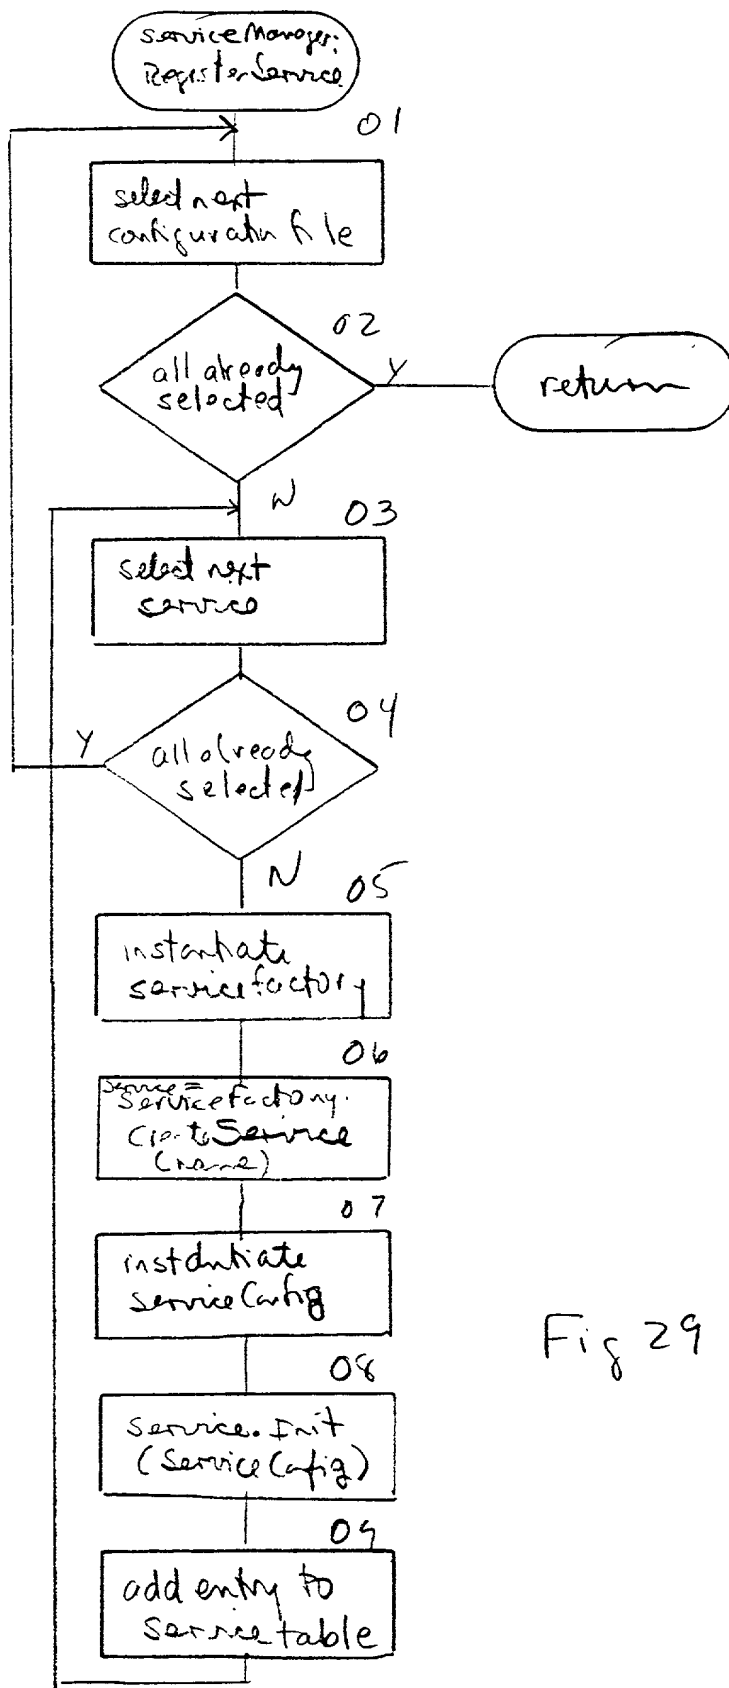 serviceManager:
RegisterService
01
select next
configuration file
02
all already
selected
Y
return
N
03
select next
service
04
Y
all already
selected
N
05
instantiate
servicefactory
06
Service =
Servicefactory.
CreateService
(name)
07
instantiate
serviceConfig
Fig 29
08
service.Init
(ServiceConfig)
09
add entry to
service table